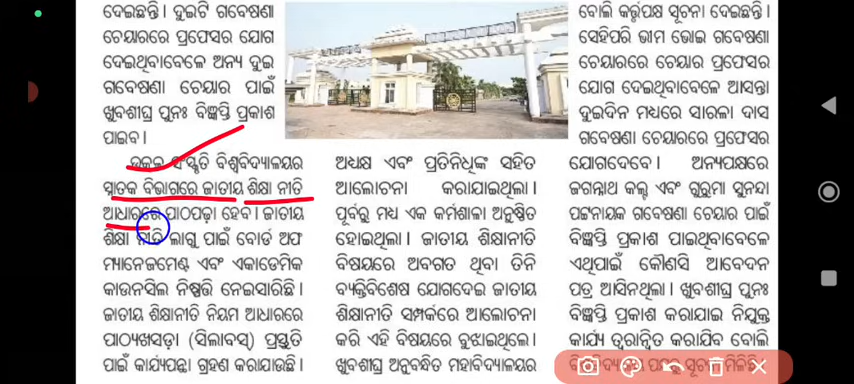 ଦେଇଛନ୍ତି । ଦୁଇଟି ଗବେଷଣା
ଚେୟାରରେ ପ୍ରଫେସର ଯୋଗ
ଦେଇଥିବାବେଳେ ଅନ୍ୟ ଦୁଇ
ଗବେଷଣା ଚେୟାର ପାଇଁ
ଖୁବଶୀଘ୍ର ପୁନଃ ବିଜ୍ଞପ୍ତି ପ୍ରକାଶ
ପାଇବ ।
ଉତ୍କଳ ସଂସ୍କୃତି ବିଶ୍ୱବିଦ୍ୟାଳୟର
ସ୍ନାତକ ବିଭାଗରେ ଜାତୀୟ ଶିକ୍ଷା ନୀତି
ଆଧାରରେ ପାଠପଢ଼ା ହେବ । ଜାତୀୟ
ଶିକ୍ଷା ନୀତି ଲାଗୁ ପାଇଁ ବୋର୍ଡ ଅଫ
ମ୍ୟାନେଜମେଣ୍ଟ ଏବଂ ଏକାଡେମିକ
କାଉନସିଲ ନିଷ୍ପତ୍ତି ନେଇସାରିଛି ।
ଜାତୀୟ ଶିକ୍ଷାନୀତି ନିୟମ ଆଧାରରେ
ପାଠ୍ୟଖସଡ଼ା (ସିଲାବସ୍) ପ୍ରସ୍ତୁତି
ପାଇଁ କାର୍ଯ୍ୟପନ୍ଥା ଗ୍ରହଣ କରାଯାଉଛି ।
ଅଧ୍ୟକ୍ଷ ଏବଂ ପ୍ରତିନିଧିଙ୍କ ସହିତ
ଆଲୋଚନା କରାଯାଇଥିଲା ।
ପୂର୍ବରୁ ମଧ୍ୟ ଏକ କର୍ମଶାଳା ଅନୁଷ୍ଠିତ
ହୋଇଥିଲା । ଜାତୀୟ ଶିକ୍ଷାନୀତି
ବିଷୟରେ ଅବଗତ ଥିବା ତିନି
ବ୍ୟକ୍ତିବିଶେଷ ଯୋଗଦେଇ ଜାତୀୟ
ଶିକ୍ଷାନୀତି ସମ୍ପର୍କରେ ଆଲୋଚନା
କରି ଏହି ବିଷୟରେ ବୁଝାଇଥିଲେ ।
ଖୁବଶୀଘ୍ର ଅନୁବନ୍ଧିତ ମହାବିଦ୍ୟାଳୟର
ବୋଲି କର୍ତ୍ତୃପକ୍ଷ ସୂଚନା ଦେଇଛନ୍ତି ।
ସେହିପରି ଭୀମ ଭୋଇ ଗବେଷଣା
ଚେୟାରରେ ଚେୟାର ପ୍ରଫେସର
ଯୋଗ ଦେଇଥିବାବେଳେ ଆସନ୍ତା
ଦୁଇଦିନ ମଧ୍ୟରେ ସାରଳା ଦାସ
ଗବେଷଣା ଚେୟାରରେ ପ୍ରଫେସର
ଯୋଗଦେବେ । ଅନ୍ୟପକ୍ଷରେ
ଜଗନ୍ନାଥ କଲ୍ଟ ଏବଂ ଗୁରୁମା ସୁନନ୍ଦା
ପଟ୍ଟନାୟକ ଗବେଷଣା ଚେୟାର ପାଇଁ
ବିଜ୍ଞପ୍ତି ପ୍ରକାଶ ପାଇଥିବାବେଳେ
ଏଥିପାଇଁ କୌଣସି ଆବେଦନ
ପତ୍ର ଆସିନଥିଲା । ଖୁବଶୀଘ୍ର ପୁନଃ
ବିଜ୍ଞପ୍ତି ପ୍ରକାଶ କରାଯାଇ ନିଯୁକ୍ତ
କାର୍ଯ୍ୟ ତ୍ୱରାନ୍ୱିତ କରାଯିବ ବୋଲି